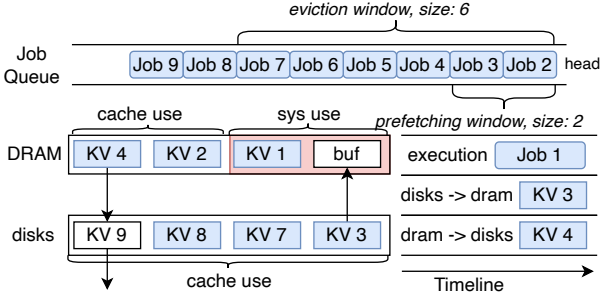 eviction window, size: 6
Job Queue
Job 9 Job 8 Job 7 Job 6 Job 5 Job 4 Job 3 Job 2 head
cache use sys use prefetching window, size: 2
DRAM KV 4 KV 2 KV 1 buf execution Job 1
disks -> dram KV 3
disks KV 9 KV 8 KV 7 KV 3 dram -> disks KV 4
cache use Timeline